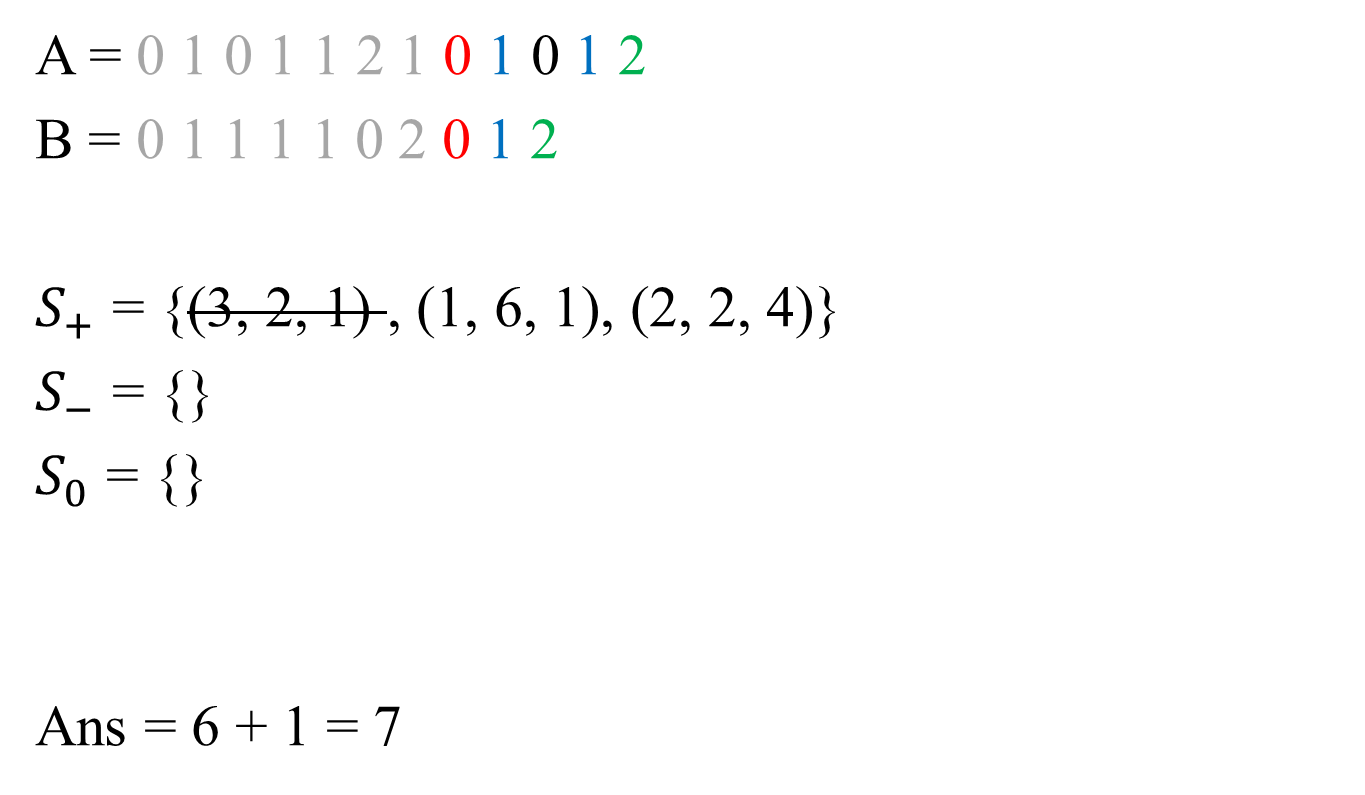 A = 0 1 0 1 1 2 1 0 1 0 1 2
B = 0 1 1 1 1 0 2 0 1 2
S₊ = {(3, 2, 1) , (1, 6, 1), (2, 2, 4)}
S₋ = {}
S₀ = {}
Ans = 6 + 1 = 7